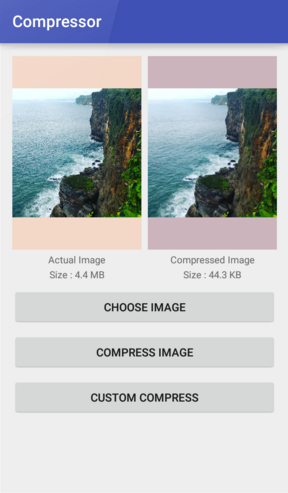 Compressor
Actual Image
Size : 4.4 MB
Compressed Image
Size : 44.3 KB
CHOOSE IMAGE
COMPRESS IMAGE
CUSTOM COMPRESS